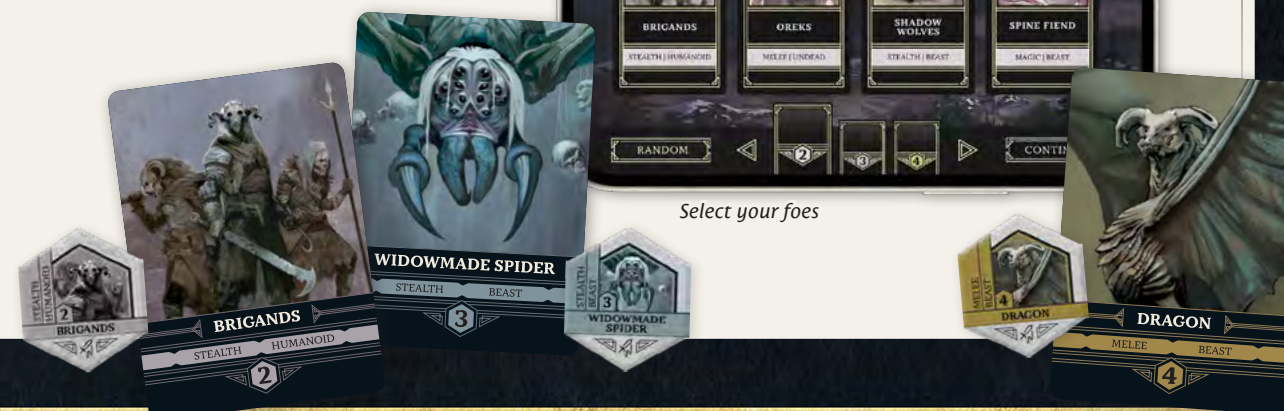 BRIGANDS
OREKS
SHADOW
WOLVES
SPINE FIEND
STEALTH | HUMANOID
MELEE | UNDEAD
STEALTH | BEAST
MAGIC | BEAST
RANDOM
2
3
4
CONTIN
Select your foes
STEALTH
HUMANOID
2
BRIGANDS
BRIGANDS
STEALTH HUMANOID
2
WIDOWMADE SPIDER
STEALTH BEAST
3
STEALTH
BEAST
3
WIDOWMADE
SPIDER
MELEE
BEAST
4
DRAGON
DRAGON
MELEE BEAST
4